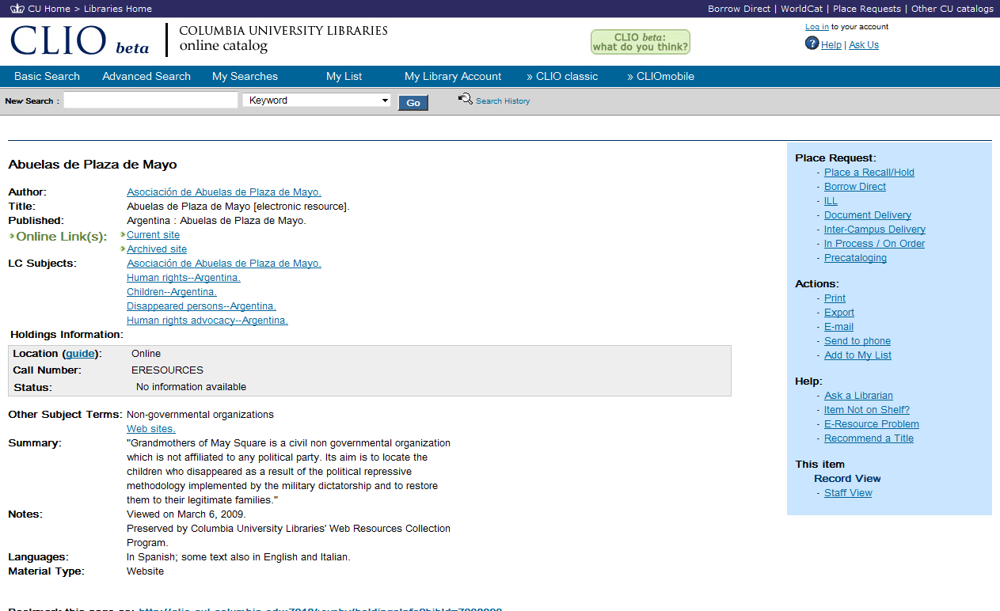 CU Home > Libraries Home
Borrow Direct | WorldCat | Place Requests | Other CU catalogs
CLIO beta
COLUMBIA UNIVERSITY LIBRARIES
online catalog
CLIO beta:
what do you think?
Log in to your account
? Help | Ask Us
Basic Search Advanced Search My Searches My List My Library Account » CLIO classic » CLIOmobile
New Search : Keyword Go Search History
Abuelas de Plaza de Mayo
Author: Asociación de Abuelas de Plaza de Mayo.
Title: Abuelas de Plaza de Mayo [electronic resource].
Published: Argentina : Abuelas de Plaza de Mayo.
Online Link(s): Current site
Archived site
LC Subjects: Asociación de Abuelas de Plaza de Mayo.
Human rights--Argentina.
Children--Argentina.
Disappeared persons--Argentina.
Human rights advocacy--Argentina.
Holdings Information:
Location (guide): Online
Call Number: ERESOURCES
Status: No information available
Other Subject Terms: Non-governmental organizations
Web sites.
Summary: "Grandmothers of May Square is a civil non governmental organization
which is not affiliated to any political party. Its aim is to locate the
children who disappeared as a result of the political repressive
methodology implemented by the military dictatorship and to restore
them to their legitimate families."
Notes: Viewed on March 6, 2009.
Preserved by Columbia University Libraries' Web Resources Collection
Program.
Languages: In Spanish; some text also in English and Italian.
Material Type: Website
Place Request:
- Place a Recall/Hold
- Borrow Direct
- ILL
- Document Delivery
- Inter-Campus Delivery
- In Process / On Order
- Precataloging
Actions:
- Print
- Export
- E-mail
- Send to phone
- Add to My List
Help:
- Ask a Librarian
- Item Not on Shelf?
- E-Resource Problem
- Recommend a Title
This item
Record View
- Staff View
Bookmark this page as: